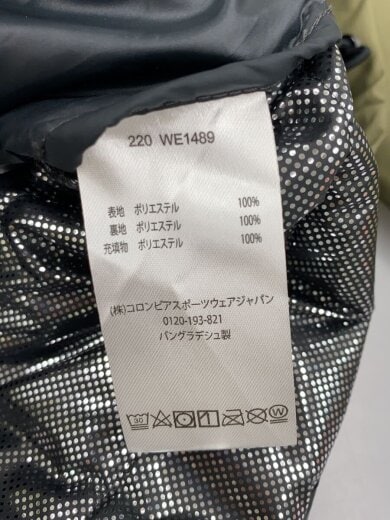 220 WE1489
表地 ポリエステル 100%
裏地 ポリエステル 100%
充填物 ポリエステル 100%
(株)コロンビアスポーツウェアジャパン
0120-193-821
バングラデシュ製